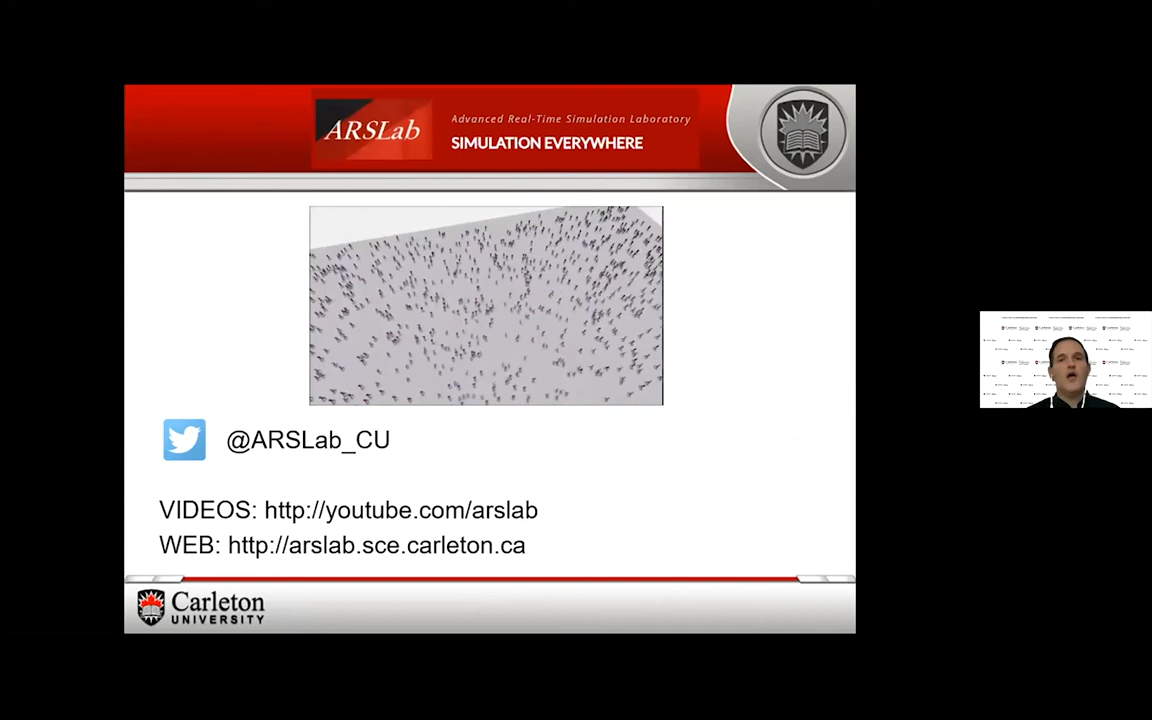 ARSLab
Advanced Real-Time Simulation Laboratory
SIMULATION EVERYWHERE
@ARSLab_CU
VIDEOS: http://youtube.com/arslab
WEB: http://arslab.sce.carleton.ca
Carleton
UNIVERSITY